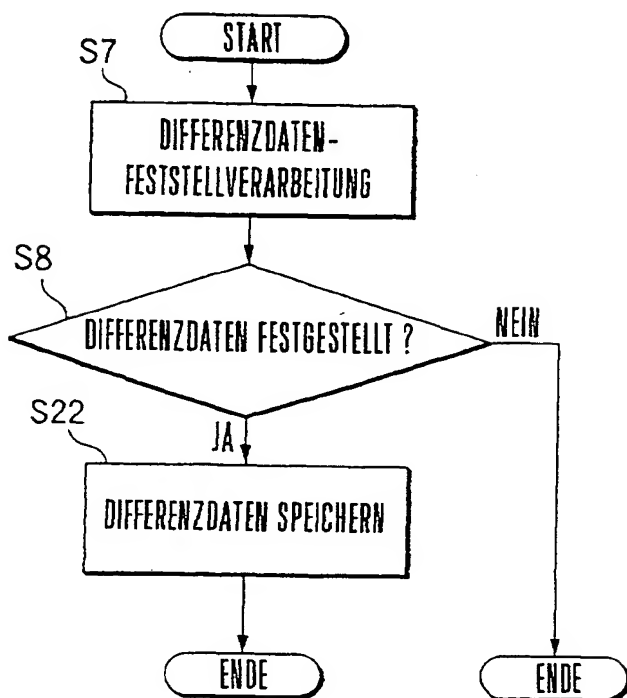 START
S7
DIFFERENZDATEN-
FESTSTELLVERARBEITUNG
S8
DIFFERENZDATEN FESTGESTELLT ?
NEIN
S22
JA
DIFFERENZDATEN SPEICHERN
ENDE
ENDE